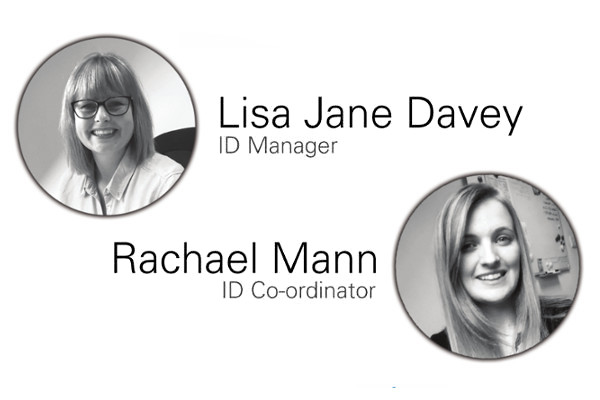 Lisa Jane Davey
ID Manager
Rachael Mann
ID Co-ordinator